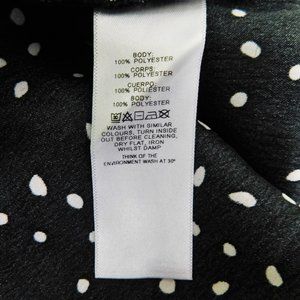 BODY:
100% POLYESTER
CORPS:
100% POLYESTER
CUERPO:
100% POLIÉSTER
BODY:
100% POLYESTER
WASH WITH SIMILAR
COLOURS, TURN INSIDE
OUT BEFORE CLEANING,
DRY FLAT, IRON
WHILST DAMP
THINK OF THE
ENVIRONMENT WASH AT 30°